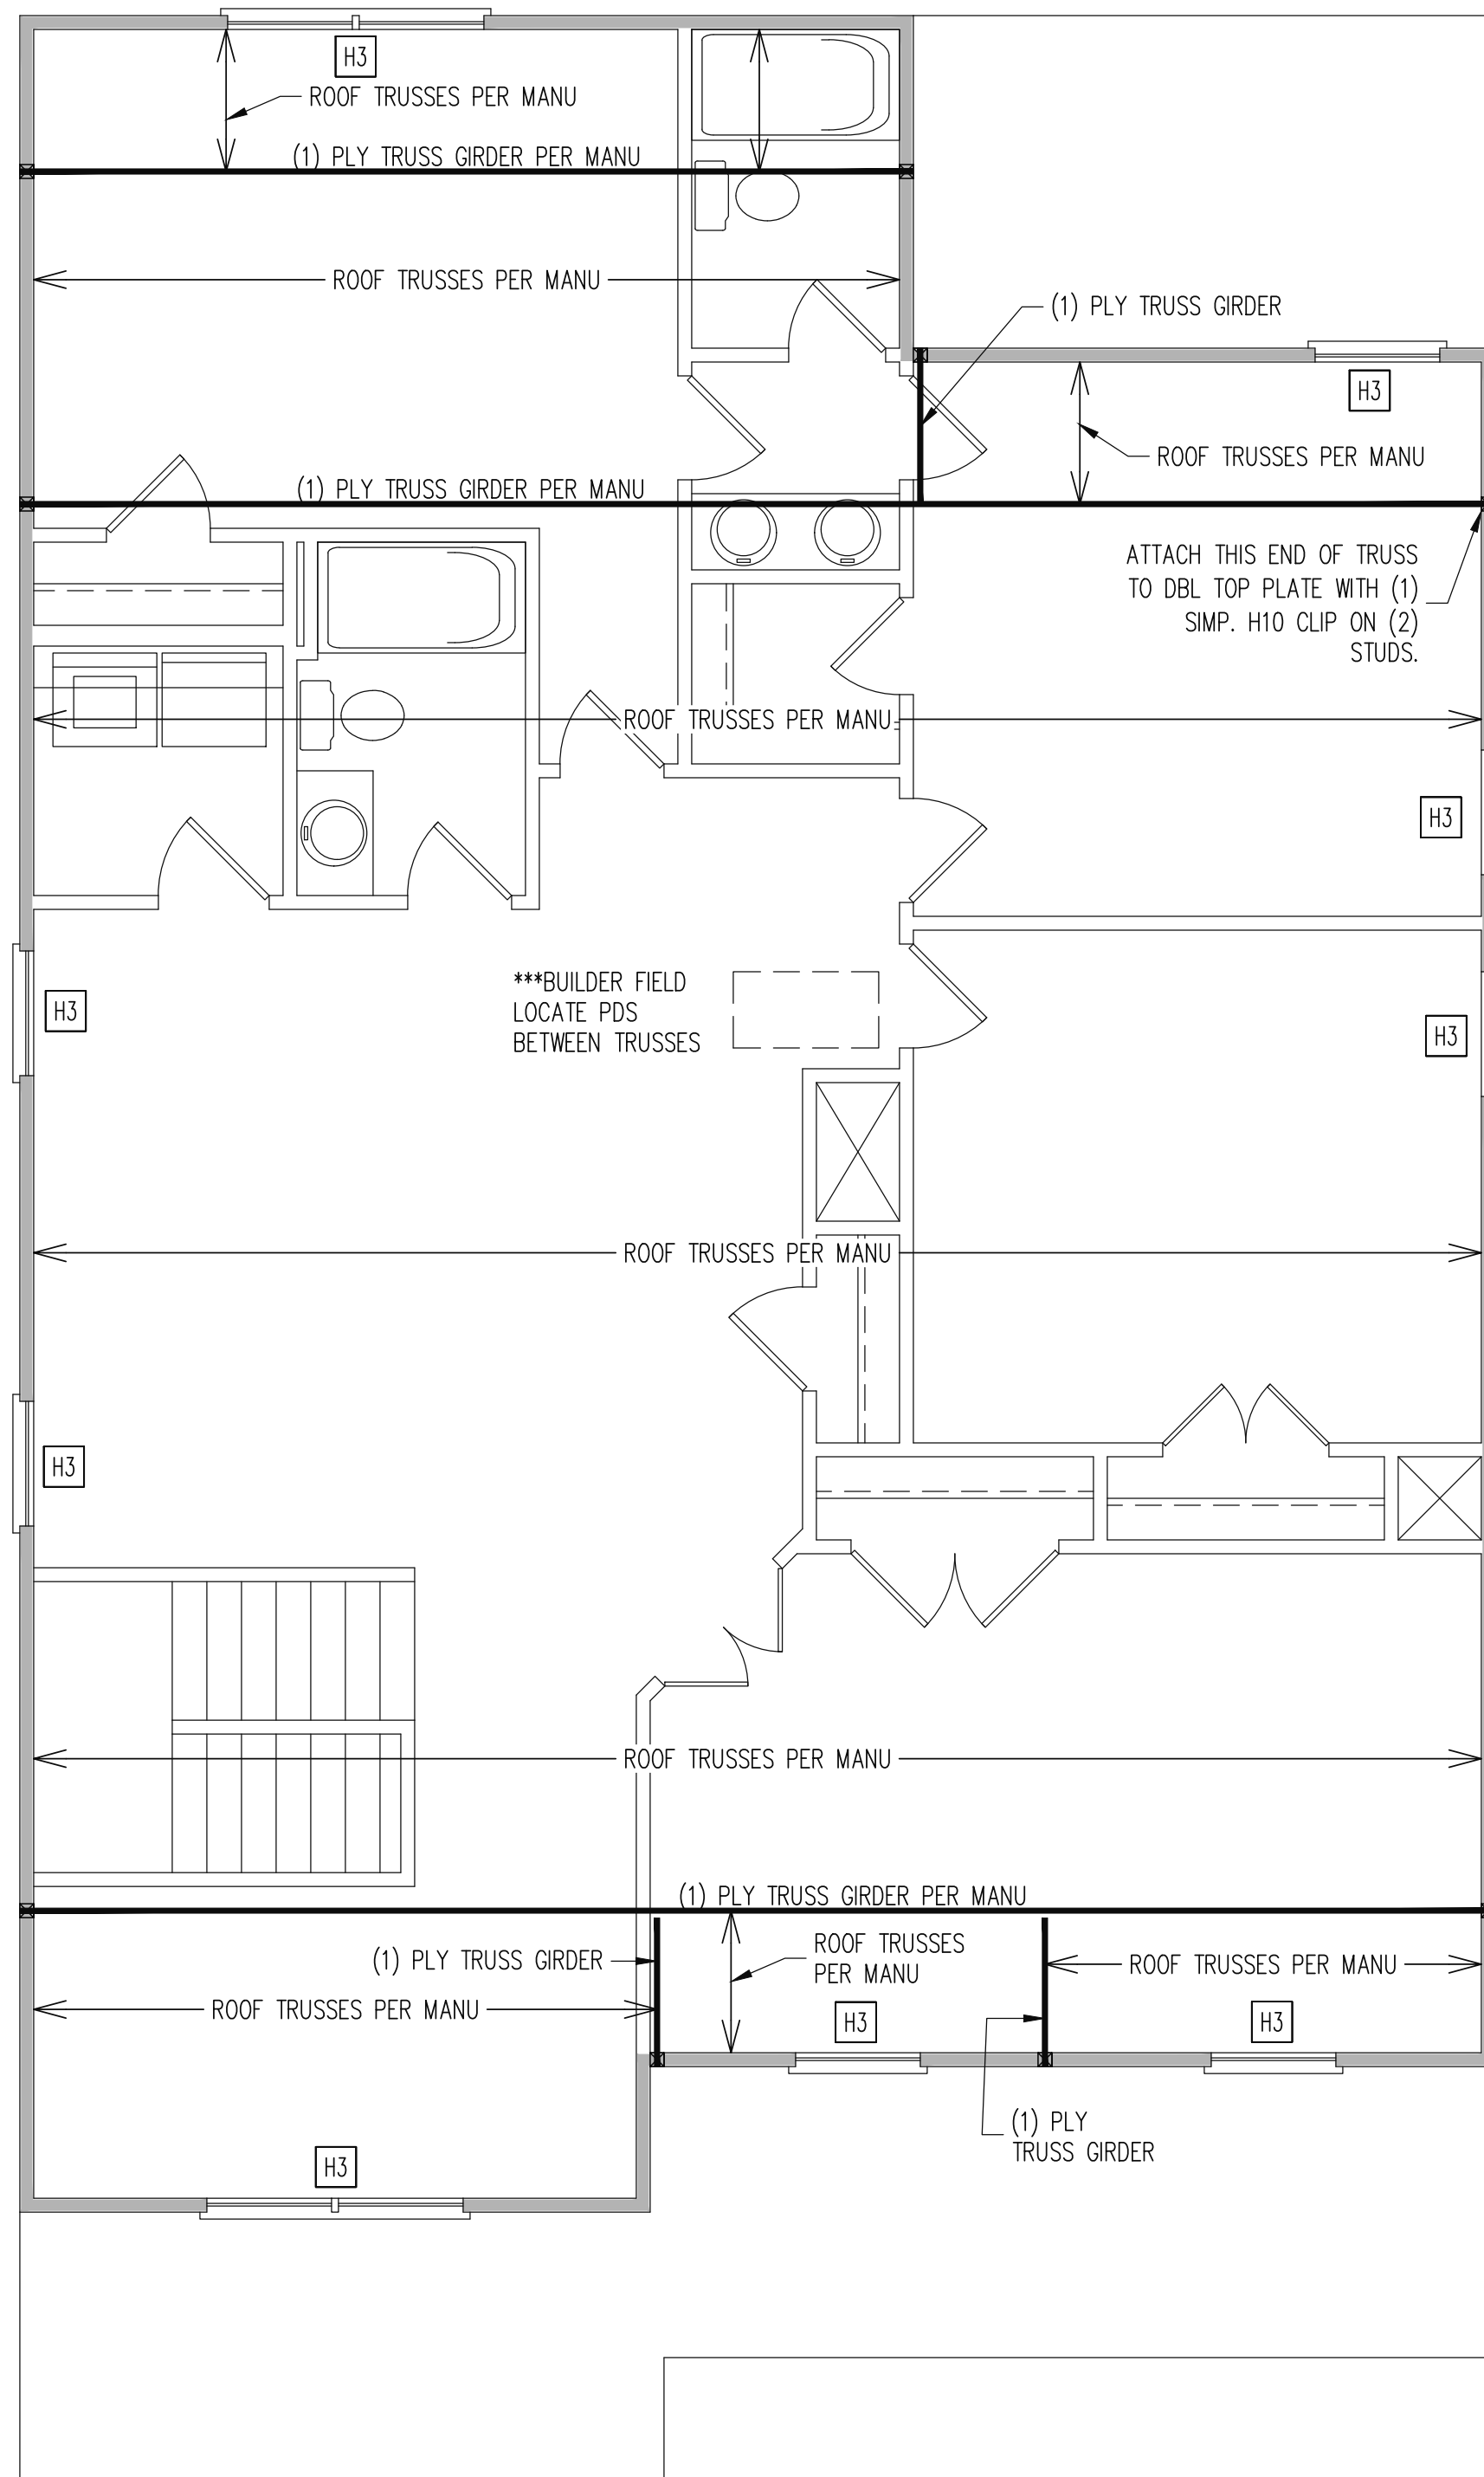 H3
ROOF TRUSSES PER MANU
(1) PLY TRUSS GIRDER PER MANU
ROOF TRUSSES PER MANU
(1) PLY TRUSS GIRDER
H3
ROOF TRUSSES PER MANU
(1) PLY TRUSS GIRDER PER MANU
ATTACH THIS END OF TRUSS
TO DBL TOP PLATE WITH (1)
SIMP. H10 CLIP ON (2)
STUDS.
ROOF TRUSSES PER MANU
H3
***BUILDER FIELD
LOCATE PDS
BETWEEN TRUSSES
H3
H3
ROOF TRUSSES PER MANU
H3
ROOF TRUSSES PER MANU
(1) PLY TRUSS GIRDER PER MANU
(1) PLY TRUSS GIRDER
ROOF TRUSSES
PER MANU
ROOF TRUSSES PER MANU
ROOF TRUSSES PER MANU
H3
H3
(1) PLY
TRUSS GIRDER
H3